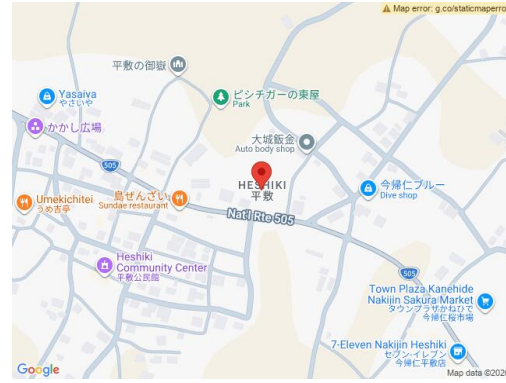 Map error: g.co/staticmaperro
平敷の御嶽
Yasaiya
やさいや
ピシチガーの東屋
Park
かかし広場
大城鈑金
Auto body shop
505
HESHIKI
平敷
今帰仁ブルー
Dive shop
Umekichitei
うめ吉亭
島ぜんざい
Sundae restaurant
Nat'l Rte 505
Heshiki
Community Center
平敷公民館
505
Town Plaza Kanehide
Nakijin Sakura Market
タウンプラザかねひで
今帰仁桜市場
7-Eleven Nakijin Heshiki
セブン-イレブン
今帰仁平敷店
Google
Map data ©2026